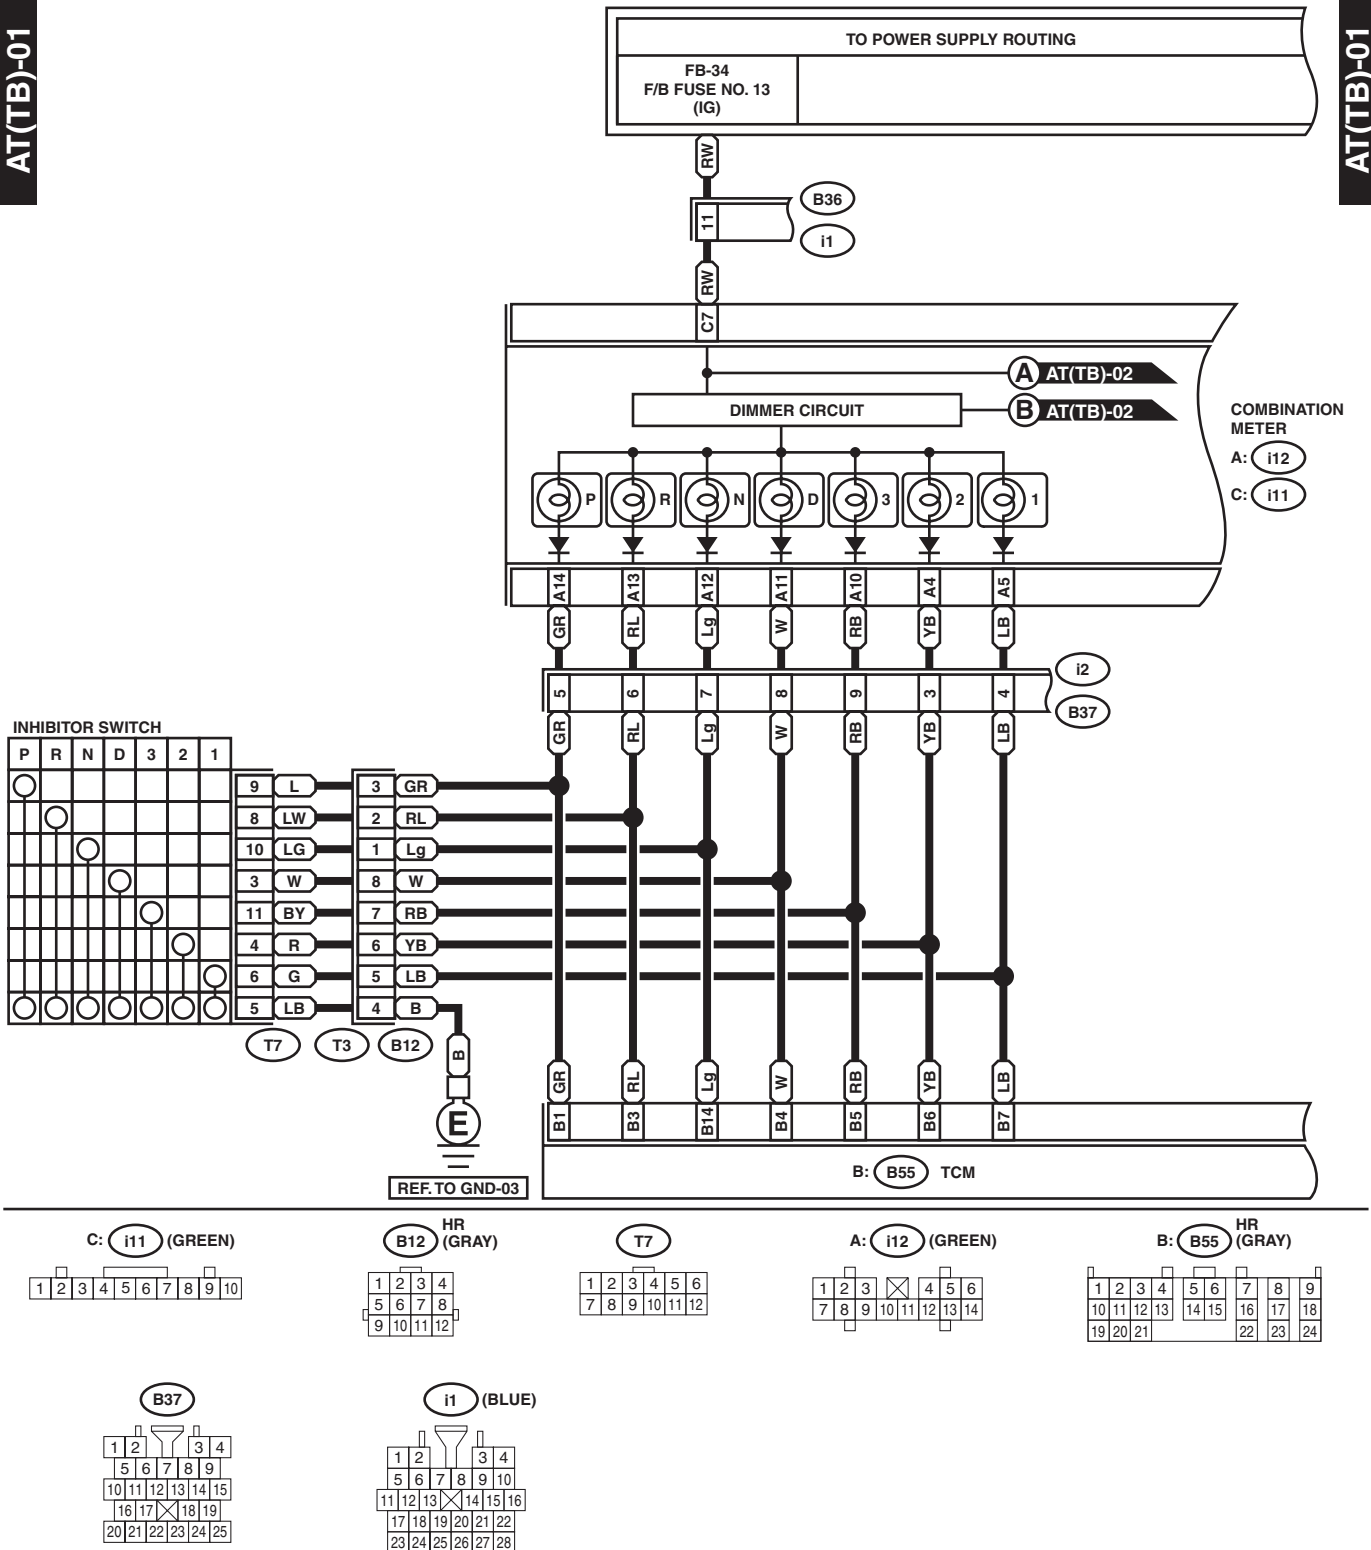 AT(TB)-01
AT(TB)-01
TO POWER SUPPLY ROUTING
FB-34
F/B FUSE NO. 13
(IG)
RW
11
B36
i1
RW
C7
A AT(TB)-02
DIMMER CIRCUIT
B AT(TB)-02
COMBINATION
METER
A: i12
C: i11
P R N D 3 2 1
A14 A13 A12 A11 A10 A4 A5
GR RL Lg W RB YB LB
i2
5 6 7 8 9 3 4
B37
GR RL Lg W RB YB LB
INHIBITOR SWITCH
P R N D 3 2 1
9 L 3 GR
8 LW 2 RL
10 LG 1 Lg
3 W 8 W
11 BY 7 RB
4 R 6 YB
6 G 5 LB
5 LB 4 B
T7 T3 B12
B
E
REF. TO GND-03
GR RL Lg W RB YB LB
B1 B3 B14 B4 B5 B6 B7
B: B55 TCM
C: i11 (GREEN)
1 2 3 4 5 6 7 8 9 10
B12 HR
(GRAY)
1 2 3 4
5 6 7 8
9 10 11 12
T7
1 2 3 4 5 6
7 8 9 10 11 12
A: i12 (GREEN)
1 2 3 4 5 6
7 8 9 10 11 12 13 14
B: B55 HR
(GRAY)
1 2 3 4 5 6 7 8 9
10 11 12 13 14 15 16 17 18
19 20 21 22 23 24
B37
1 2 3 4
5 6 7 8 9
10 11 12 13 14 15
16 17 18 19
20 21 22 23 24 25
i1 (BLUE)
1 2 3 4
5 6 7 8 9 10
11 12 13 14 15 16
17 18 19 20 21 22
23 24 25 26 27 28